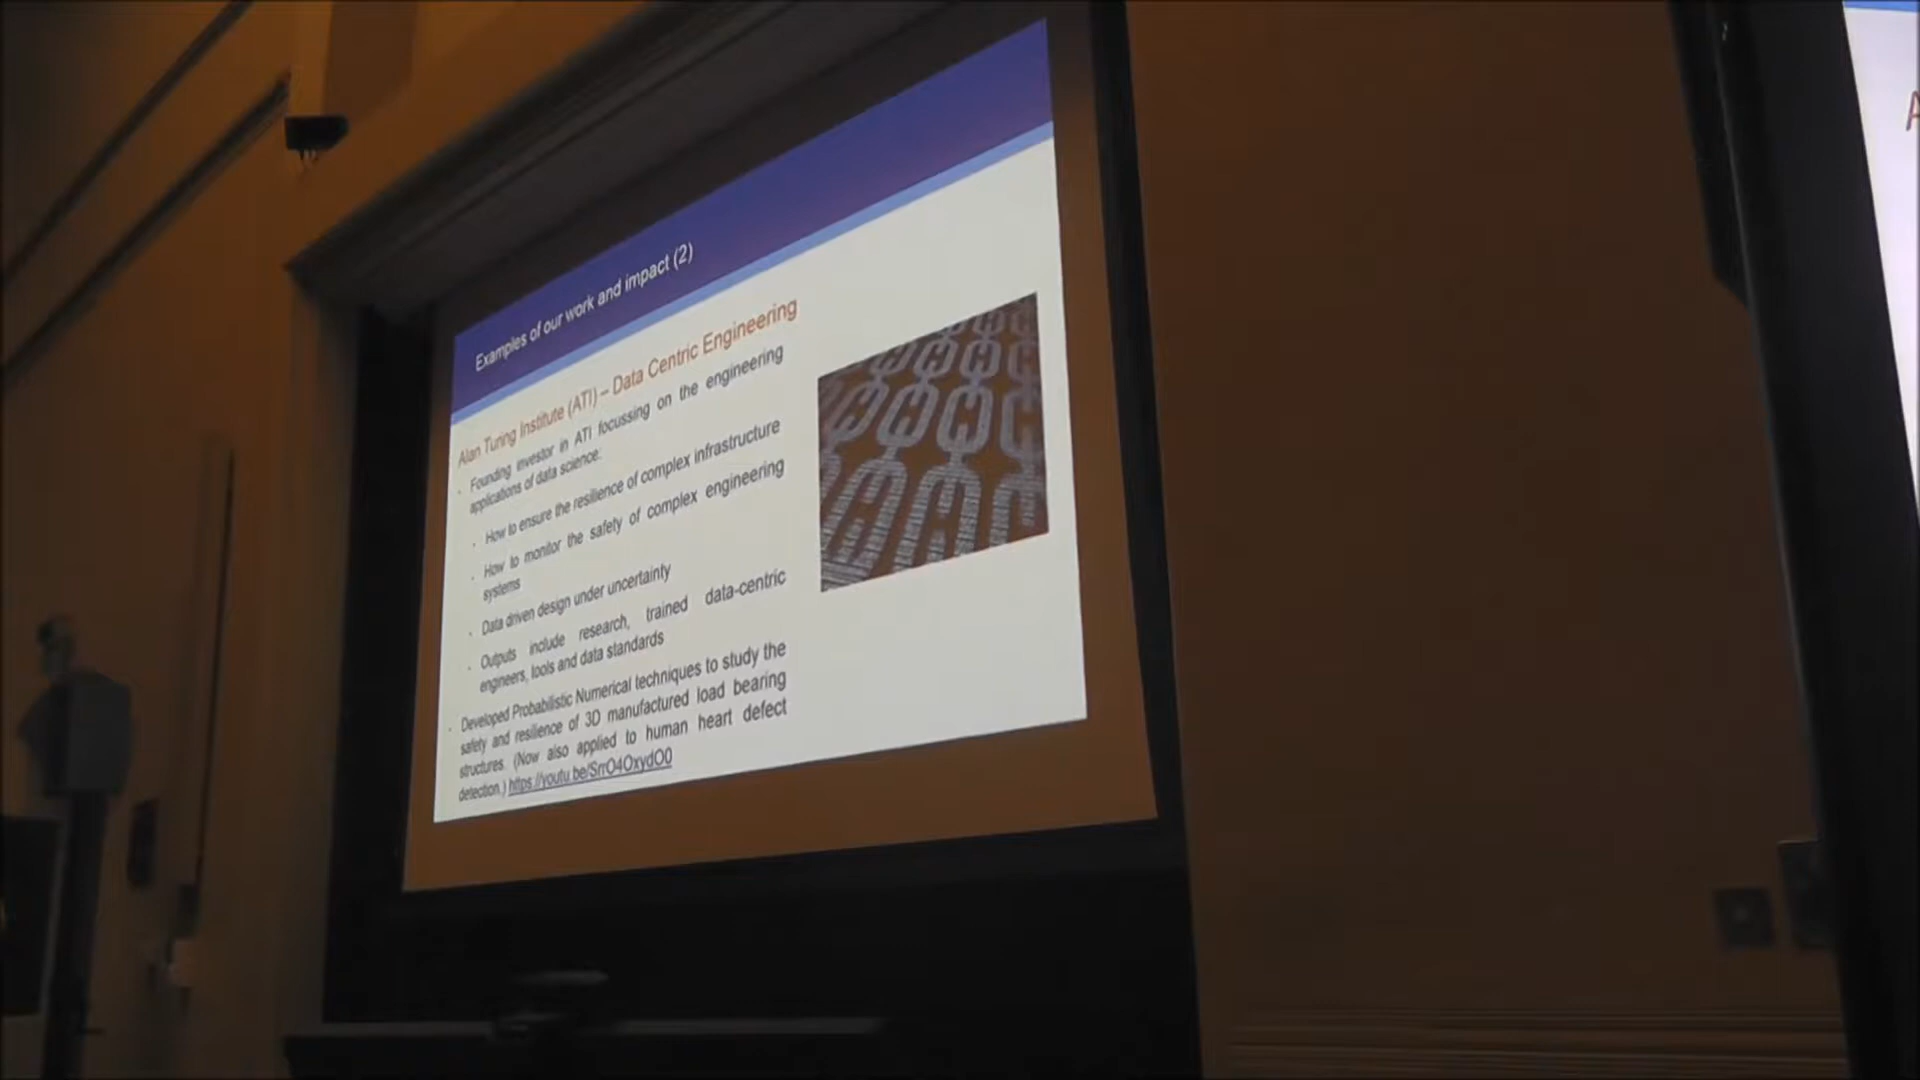 Examples of our work and impact (2)
Alan Turing Institute (ATI) – Data Centric Engineering
· Founding investor in ATI focussing on the engineering
applications of data science.
· How to ensure the resilience of complex infrastructure
· How to monitor the safety of complex engineering
systems
· Data driven design under uncertainty
· Outputs include research, trained data-centric
engineers, tools and data standards
· Developed Probabilistic Numerical techniques to study the
safety and resilience of 3D manufactured load bearing
structures. (Now also applied to human heart defect
detection.) https://youtu.be/SrrO4OxydO0
A